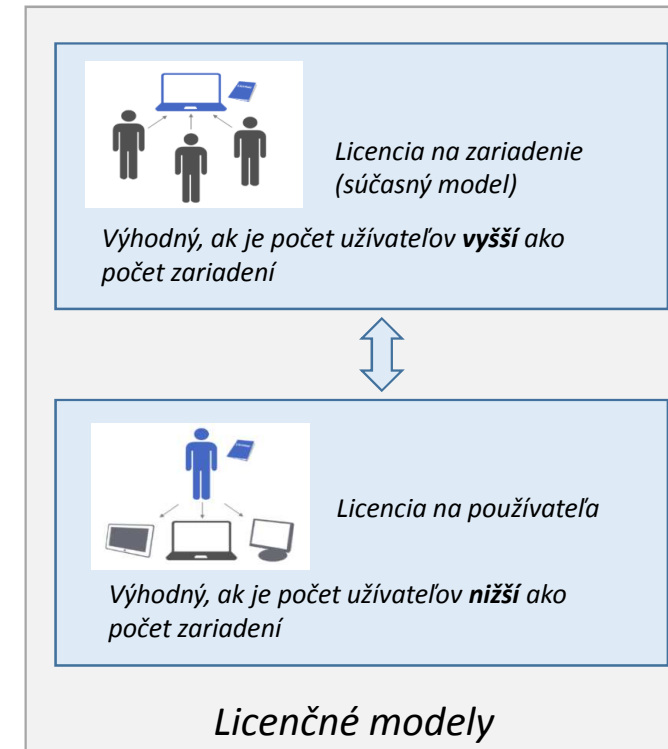 Licencia na zariadenie
(súčasný model)
Výhodný, ak je počet užívateľov vyšší ako
počet zariadení
Licencia na používateľa
Výhodný, ak je počet užívateľov nižší ako
počet zariadení
Licenčné modely